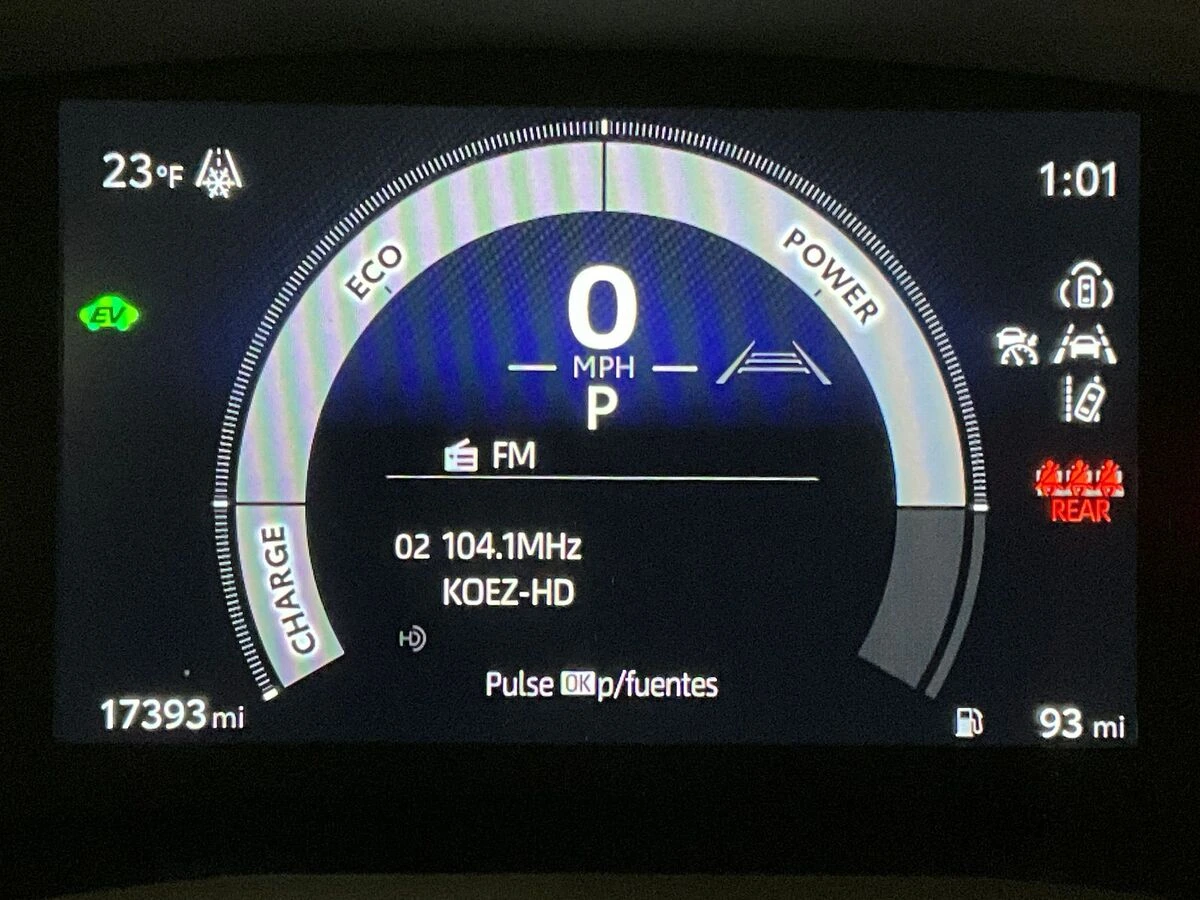 23°F
1:01
ECO
POWER
EV
0
MPH
P
FM
02 104.1MHz
KOEZ-HD
REAR
CHARGE
HD
Pulse OK p/fuentes
17393 mi
93 mi